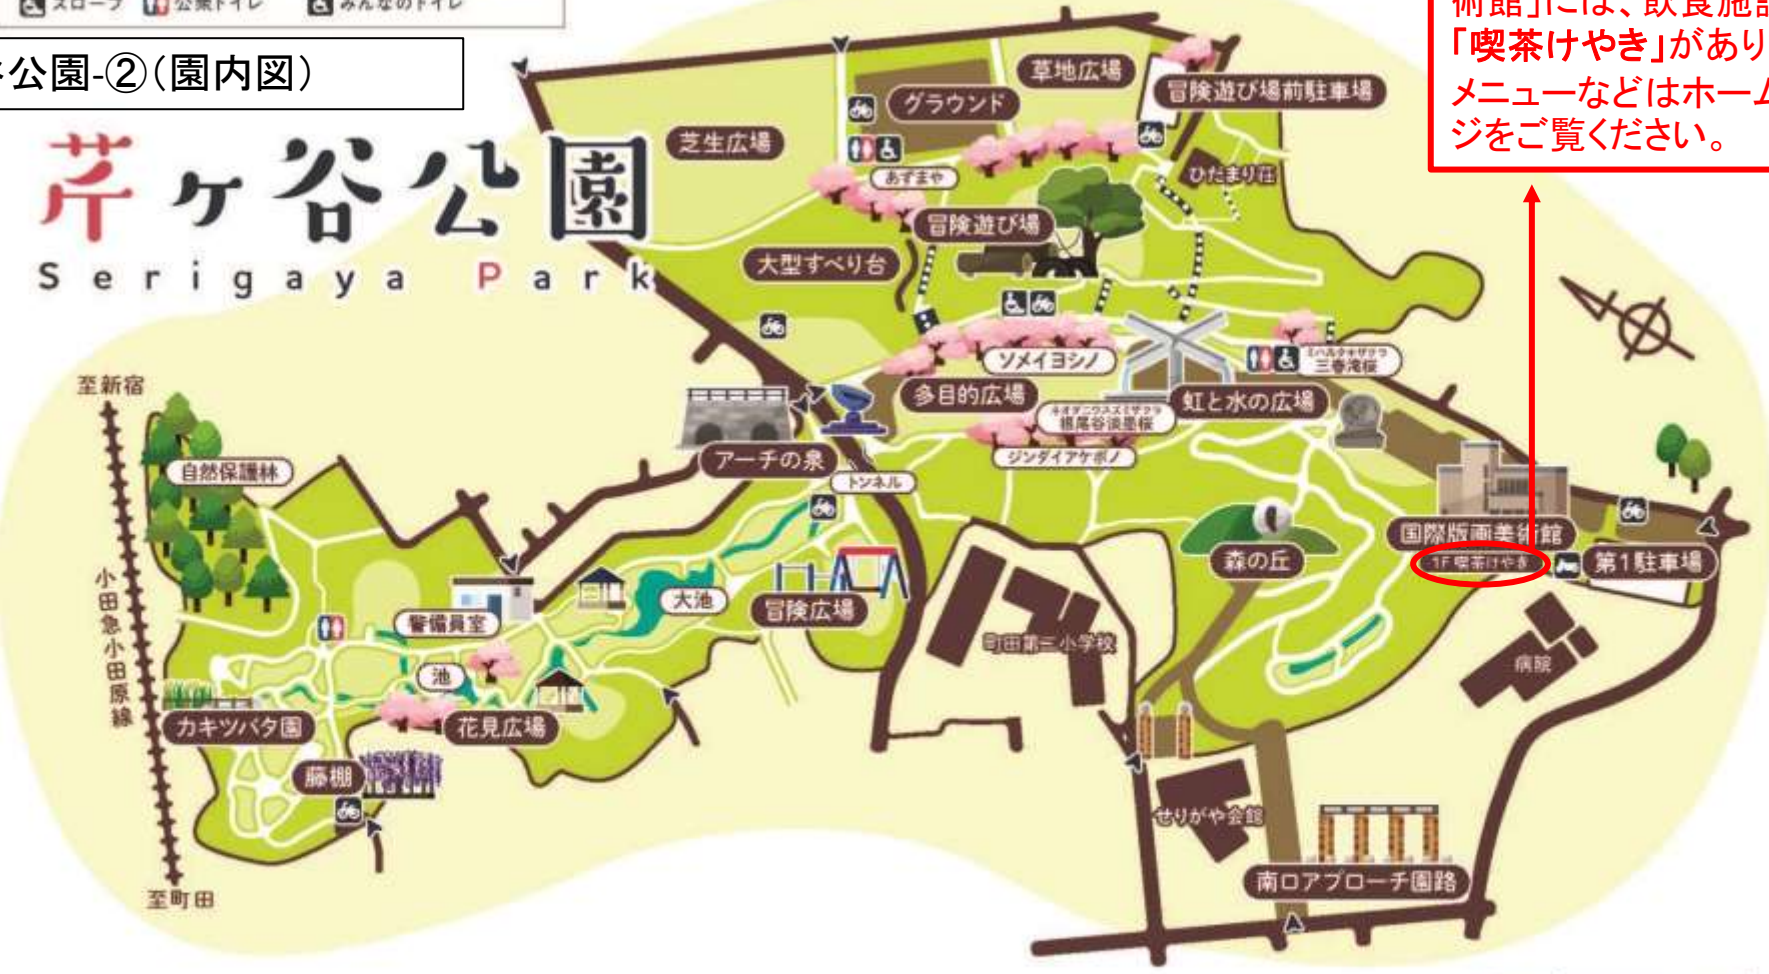 スロープ 公衆トイレ みんなのトイレ
公園-②(園内図)
術館」には、飲食施設
「喫茶けやき」があり
メニューなどはホーム
ジをご覧ください。
芹ヶ谷公園
Serigaya Park
草地広場
グラウンド
冒険遊び場前駐車場
芝生広場
あずまや
ひだまり荘
冒険遊び場
大型すべり台
ソメイヨシノ
ミハルタキザクラ
三春滝桜
多目的広場
虹と水の広場
根尾谷淡墨桜
ジンダイアケボノ
アーチの泉
トンネル
至新宿
自然保護林
小田急小田原線
国際版画美術館
1F 喫茶けやき
第1駐車場
森の丘
大池
冒険広場
警備員室
町田第一小学校
病院
池
カキツバタ園
花見広場
藤棚
せりがや会館
南口アプローチ園路
至町田